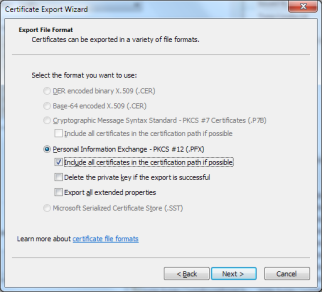 Certificate Export Wizard
Export File Format
Certificates can be exported in a variety of file formats.
Select the format you want to use:
DER encoded binary X.509 (.CER)
Base-64 encoded X.509 (.CER)
Cryptographic Message Syntax Standard - PKCS #7 Certificates (.P7B)
Include all certificates in the certification path if possible
Personal Information Exchange - PKCS #12 (.PFX)
Include all certificates in the certification path if possible
Delete the private key if the export is successful
Export all extended properties
Microsoft Serialized Certificate Store (.SST)
Learn more about certificate file formats
< Back Next > Cancel